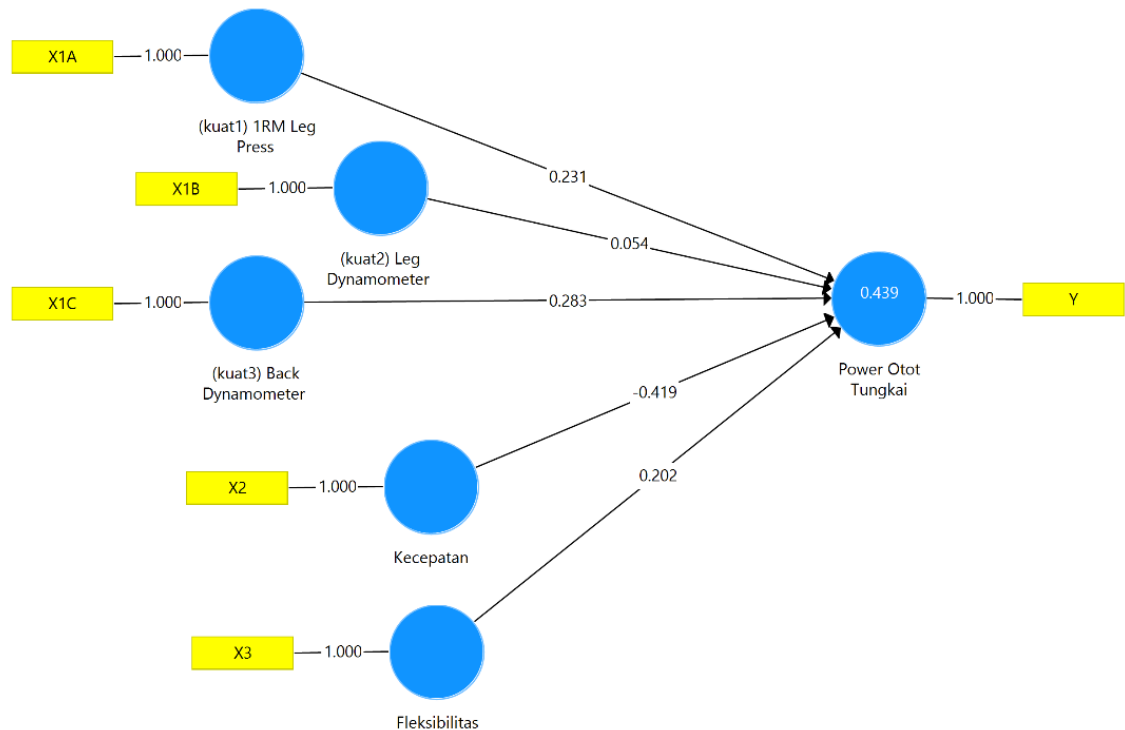 X1A
1.000
(kuat1) 1RM Leg
Press
0.231
X1B
1.000
(kuat2) Leg
Dynamometer
0.054
X1C
1.000
(kuat3) Back
Dynamometer
0.283
0.439
Power Otot
Tungkai
1.000
Y
X2
1.000
Kecepatan
-0.419
X3
1.000
Fleksibilitas
0.202